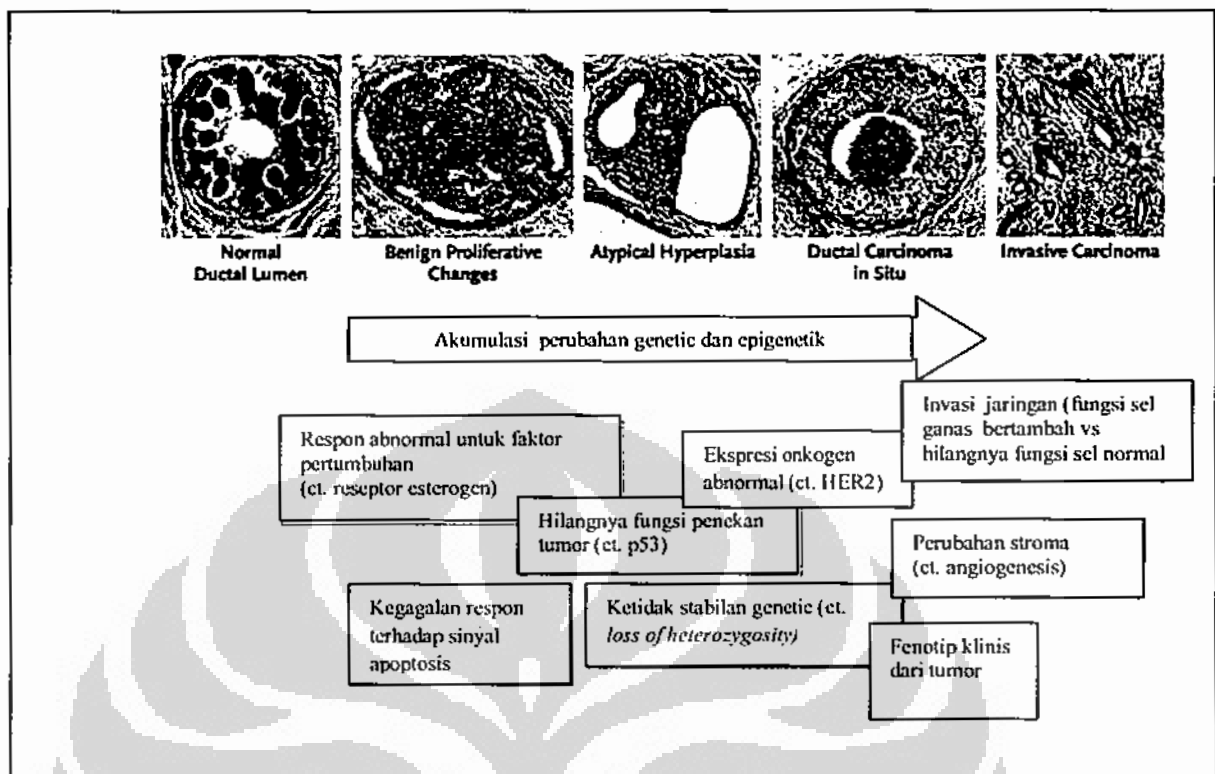 Normal
Ductal Lumen
Benign Proliferative
Changes
Atypical Hyperplasia
Ductal Carcinoma
in Situ
Invasive Carcinoma
Akumulasi perubahan genetic dan epigenetik
Respon abnormal untuk faktor
pertumbuhan
(ct. reseptor esterogen)
Hilangnya fungsi penekan
tumor (ct. p53)
Ekspresi onkogen
abnormal (ct. HER2)
Invasi jaringan (fungsi sel
ganas bertambah vs
hilangnya fungsi sel normal
Kegagalan respon
terhadap sinyal
apoptosis
Ketidak stabilan genetic (ct.
loss of heterozygosity)
Perubahan stroma
(ct. angiogenesis)
Fenotip klinis
dari tumor